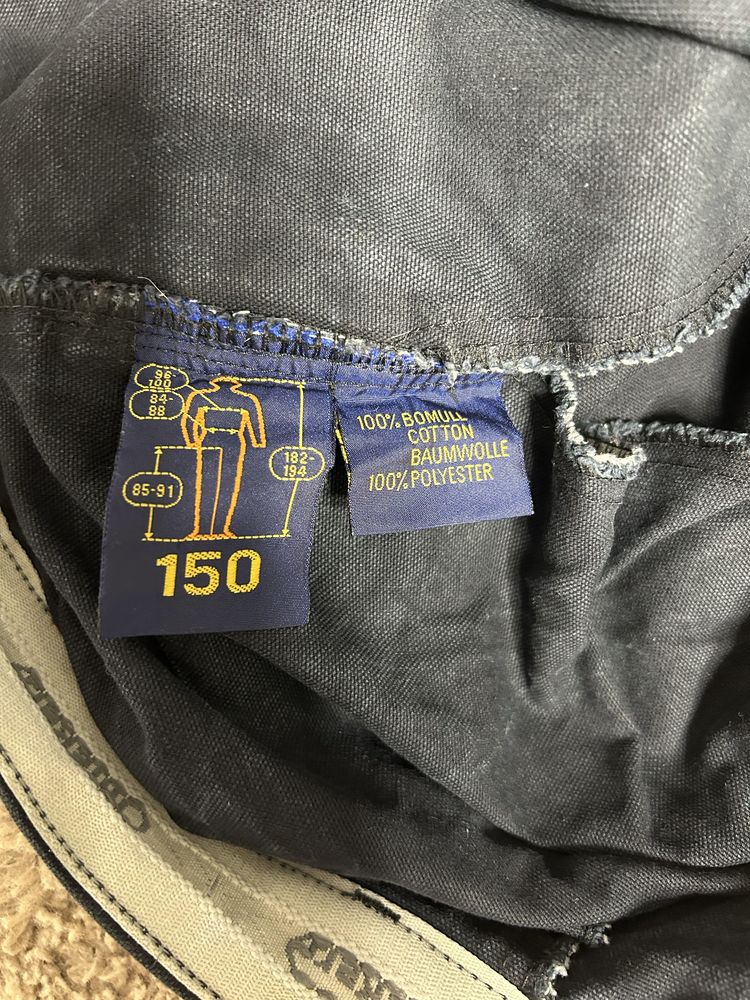 96-
100
84-
88
182-
194
85-91
150
100% BOMULL
COTTON
BAUMWOLLE
100% POLYESTER